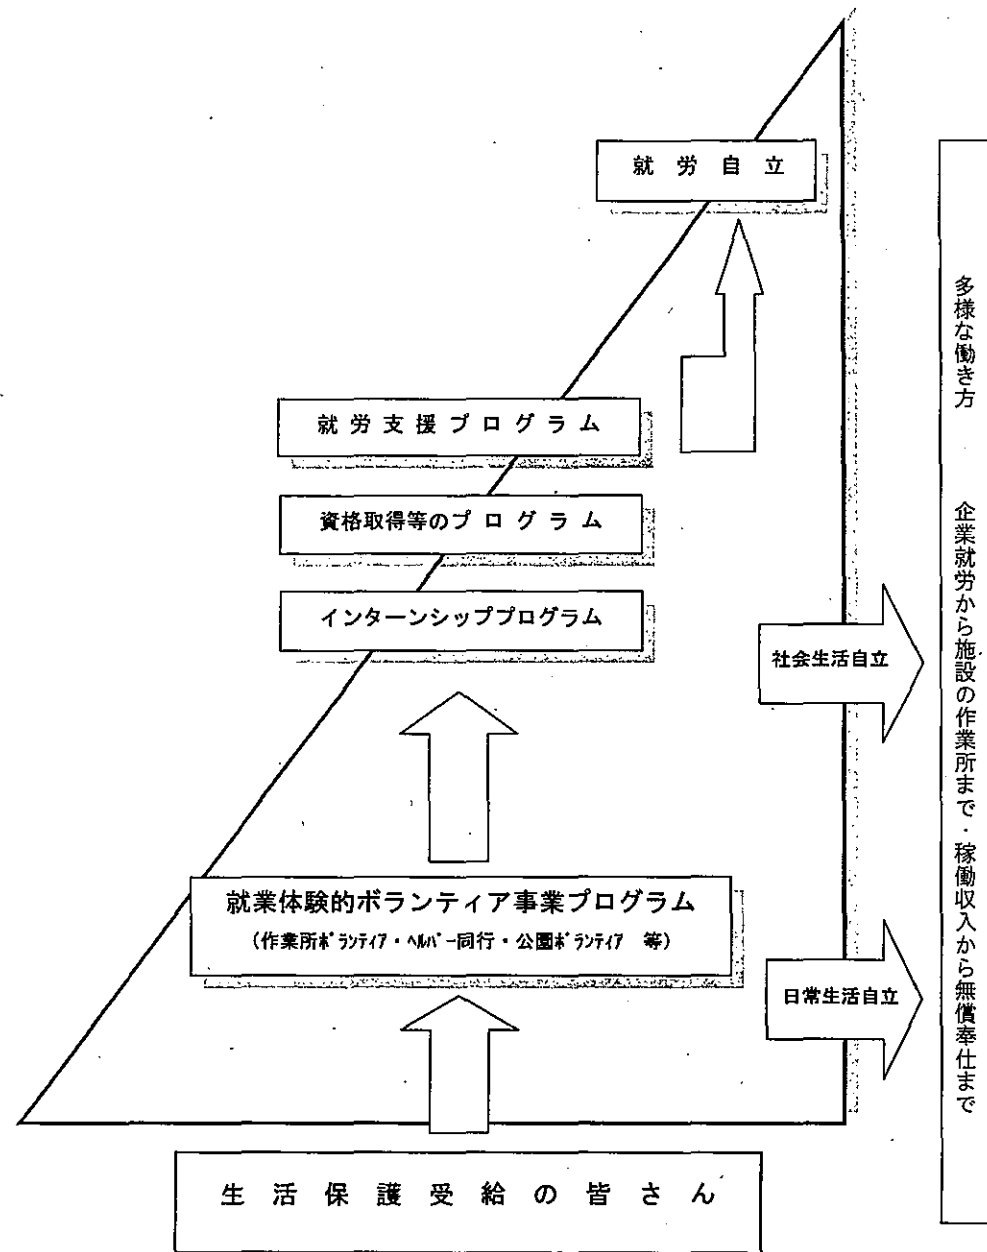 就労自立
就労支援プログラム
資格取得等のプログラム
インターンシッププログラム
社会生活自立
就業体験的ボランティア事業プログラム
(作業所ﾎﾞﾗﾝﾃｨｱ・ﾍﾙﾊﾟｰ同行・公園ﾎﾞﾗﾝﾃｨｱ 等)
日常生活自立
生活保護受給の皆さん
多様な働き方 企業就労から施設の作業所まで・稼働収入から無償奉仕まで